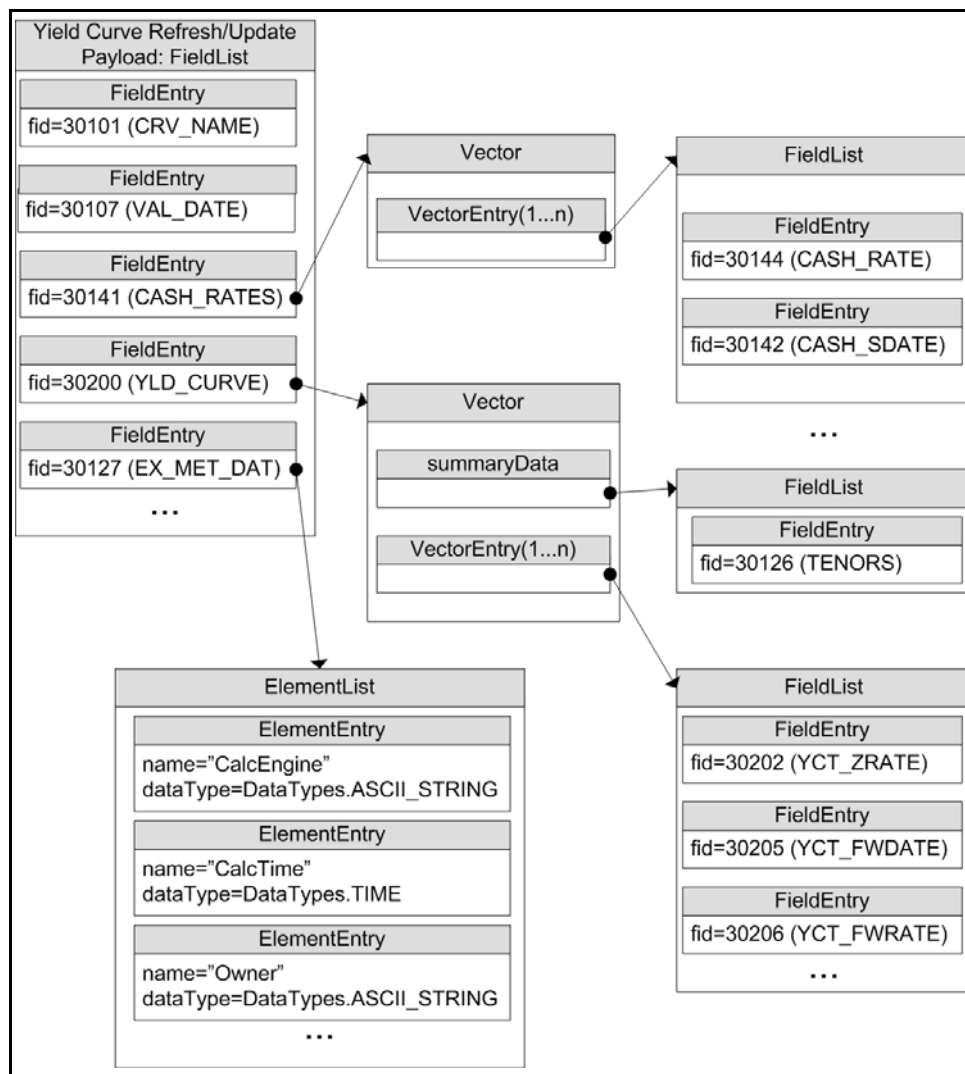 Yield Curve Refresh/Update
Payload: FieldList
FieldEntry
fid=30101 (CRV_NAME)
FieldEntry
fid=30107 (VAL_DATE)
FieldEntry
fid=30141 (CASH_RATES)
FieldEntry
fid=30200 (YLD_CURVE)
FieldEntry
fid=30127 (EX_MET_DAT)
...
Vector
VectorEntry(1...n)
FieldList
FieldEntry
fid=30144 (CASH_RATE)
FieldEntry
fid=30142 (CASH_SDATE)
...
Vector
summaryData
VectorEntry(1...n)
FieldList
FieldEntry
fid=30126 (TENORS)
FieldList
FieldEntry
fid=30202 (YCT_ZRATE)
FieldEntry
fid=30205 (YCT_FWDATE)
FieldEntry
fid=30206 (YCT_FWRATE)
...
ElementList
ElementEntry
name=”CalcEngine”
dataType=DataTypes.ASCII_STRING
ElementEntry
name=”CalcTime”
dataType=DataTypes.TIME
ElementEntry
name=”Owner”
dataType=DataTypes.ASCII_STRING
...